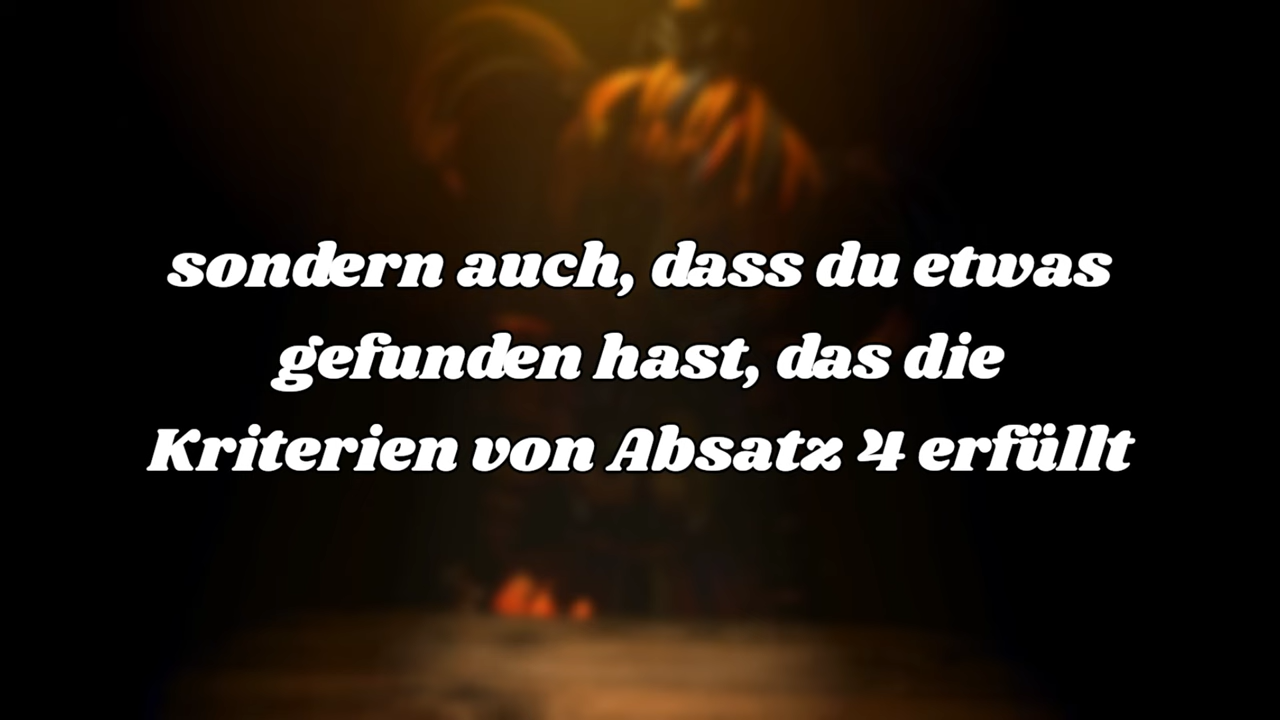 sondern auch, dass du etwas
gefunden hast, das die
Kriterien von Absatz 4 erfüllt